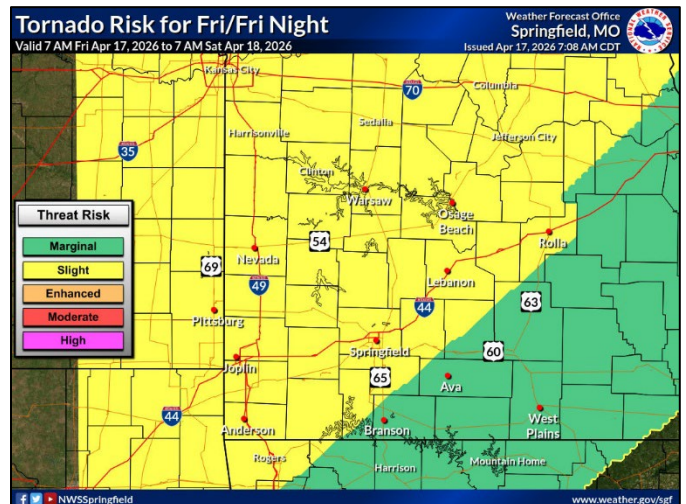 Tornado Risk for Fri/Fri Night
Valid 7 AM Fri Apr 17, 2026 to 7 AM Sat Apr 18, 2026
Weather Forecast Office
Springfield, MO
Issued Apr 17, 2026 7:08 AM CDT
Kansas City
70
Columbia
Harrisonville
Sedalia
Jefferson City
35
Clinton
Warsaw
Osage
Beach
Threat Risk
Marginal
Slight
Enhanced
Moderate
High
54
Rolla
69
Nevada
49
Lebanon
63
Pittsburg
44
Springfield
60
Joplin
65
Ava
44
Anderson
Branson
West
Plains
Rogers
Harrison
Mountain Home
NWSSpringfield
www.weather.gov/sgf